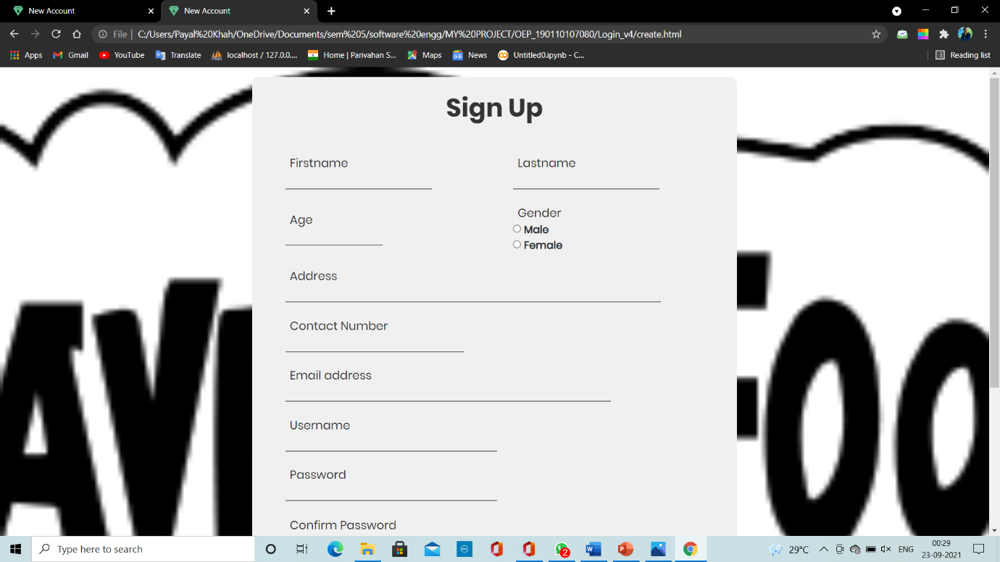 New Account
New Account
File
C:/Users/Payal%20Khah/OneDrive/Documents/sem%205/software%20engg/MY%20PROJECT/OEP_190110107080/Login_v4/create.html
Apps
Gmail
YouTube
Translate
localhost / 127.0.0....
Home | Parivahan S...
Maps
News
Untitled0.ipynb - C...
Reading list
Sign Up
Firstname
Lastname
Age
Gender
Male
Female
Address
Contact Number
Email address
Username
Password
Confirm Password
Type here to search
2
29°C
ENG
00:29
23-09-2021